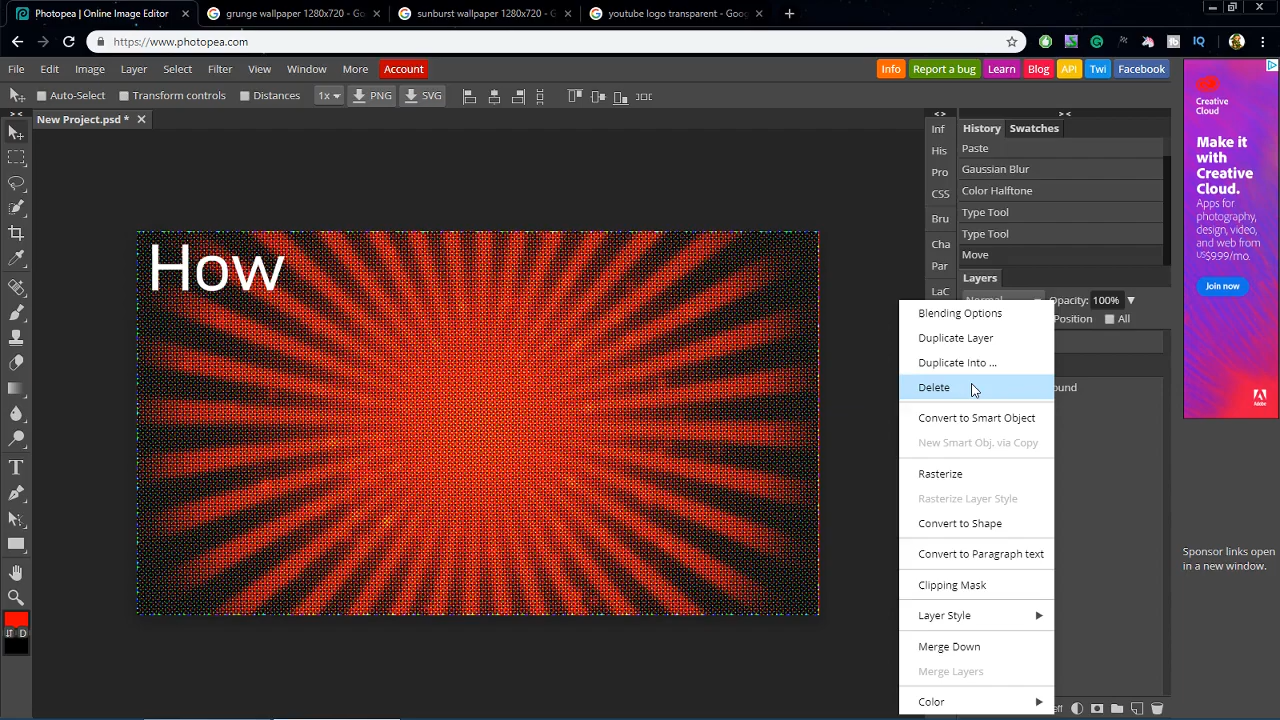 Photopea | Online Image Editor
grunge wallpaper 1280x720 - Goo
sunburst wallpaper 1280x720 - G
youtube logo transparent - Goog
https://www.photopea.com
File Edit Image Layer Select Filter View Window More Account
Info Report a bug Learn Blog API Twi Facebook
Auto-Select Transform controls Distances 1x PNG SVG
New Project.psd *
Inf
His
Pro
CSS
Bru
Cha
Par
LaC
History Swatches
Paste
Gaussian Blur
Color Halftone
Type Tool
Type Tool
Move
Layers
Opacity: 100%
Position All
ound
Blending Options
Duplicate Layer
Duplicate Into ...
Delete
Convert to Smart Object
New Smart Obj. via Copy
Rasterize
Rasterize Layer Style
Convert to Shape
Convert to Paragraph text
Clipping Mask
Layer Style
Merge Down
Merge Layers
Color
eff
How
D
Creative
Cloud.
Make it
with
Creative
Cloud.
Apps for
photography,
design, video,
and web from
US$9.99/mo.
Join now
Adobe
Sponsor links open
in a new window.